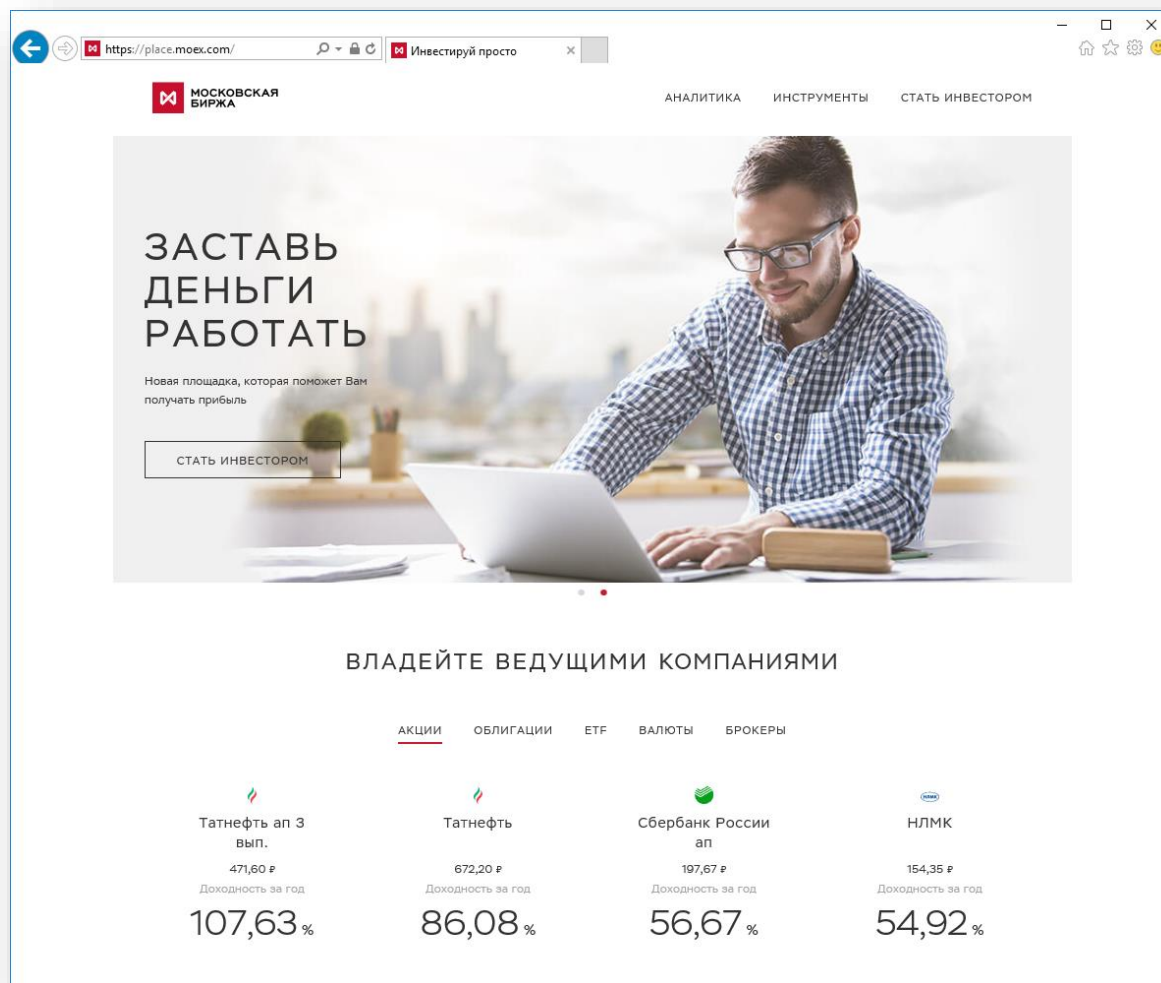 https://place.moex.com/
Инвестируй просто
МОСКОВСКАЯ
БИРЖА
АНАЛИТИКА ИНСТРУМЕНТЫ СТАТЬ ИНВЕСТОРОМ
ЗАСТАВЬ
ДЕНЬГИ
РАБОТАТЬ
Новая площадка, которая поможет Вам
получать прибыль
СТАТЬ ИНВЕСТОРОМ
ВЛАДЕЙТЕ ВЕДУЩИМИ КОМПАНИЯМИ
АКЦИИ ОБЛИГАЦИИ ETF ВАЛЮТЫ БРОКЕРЫ
Татнефть ап 3
вып.
471,60 ₽
Доходность за год
107,63 %
Татнефть
672,20 ₽
Доходность за год
86,08 %
Сбербанк России
ап
197,67 ₽
Доходность за год
56,67 %
НЛМК
НЛМК
154,35 ₽
Доходность за год
54,92 %